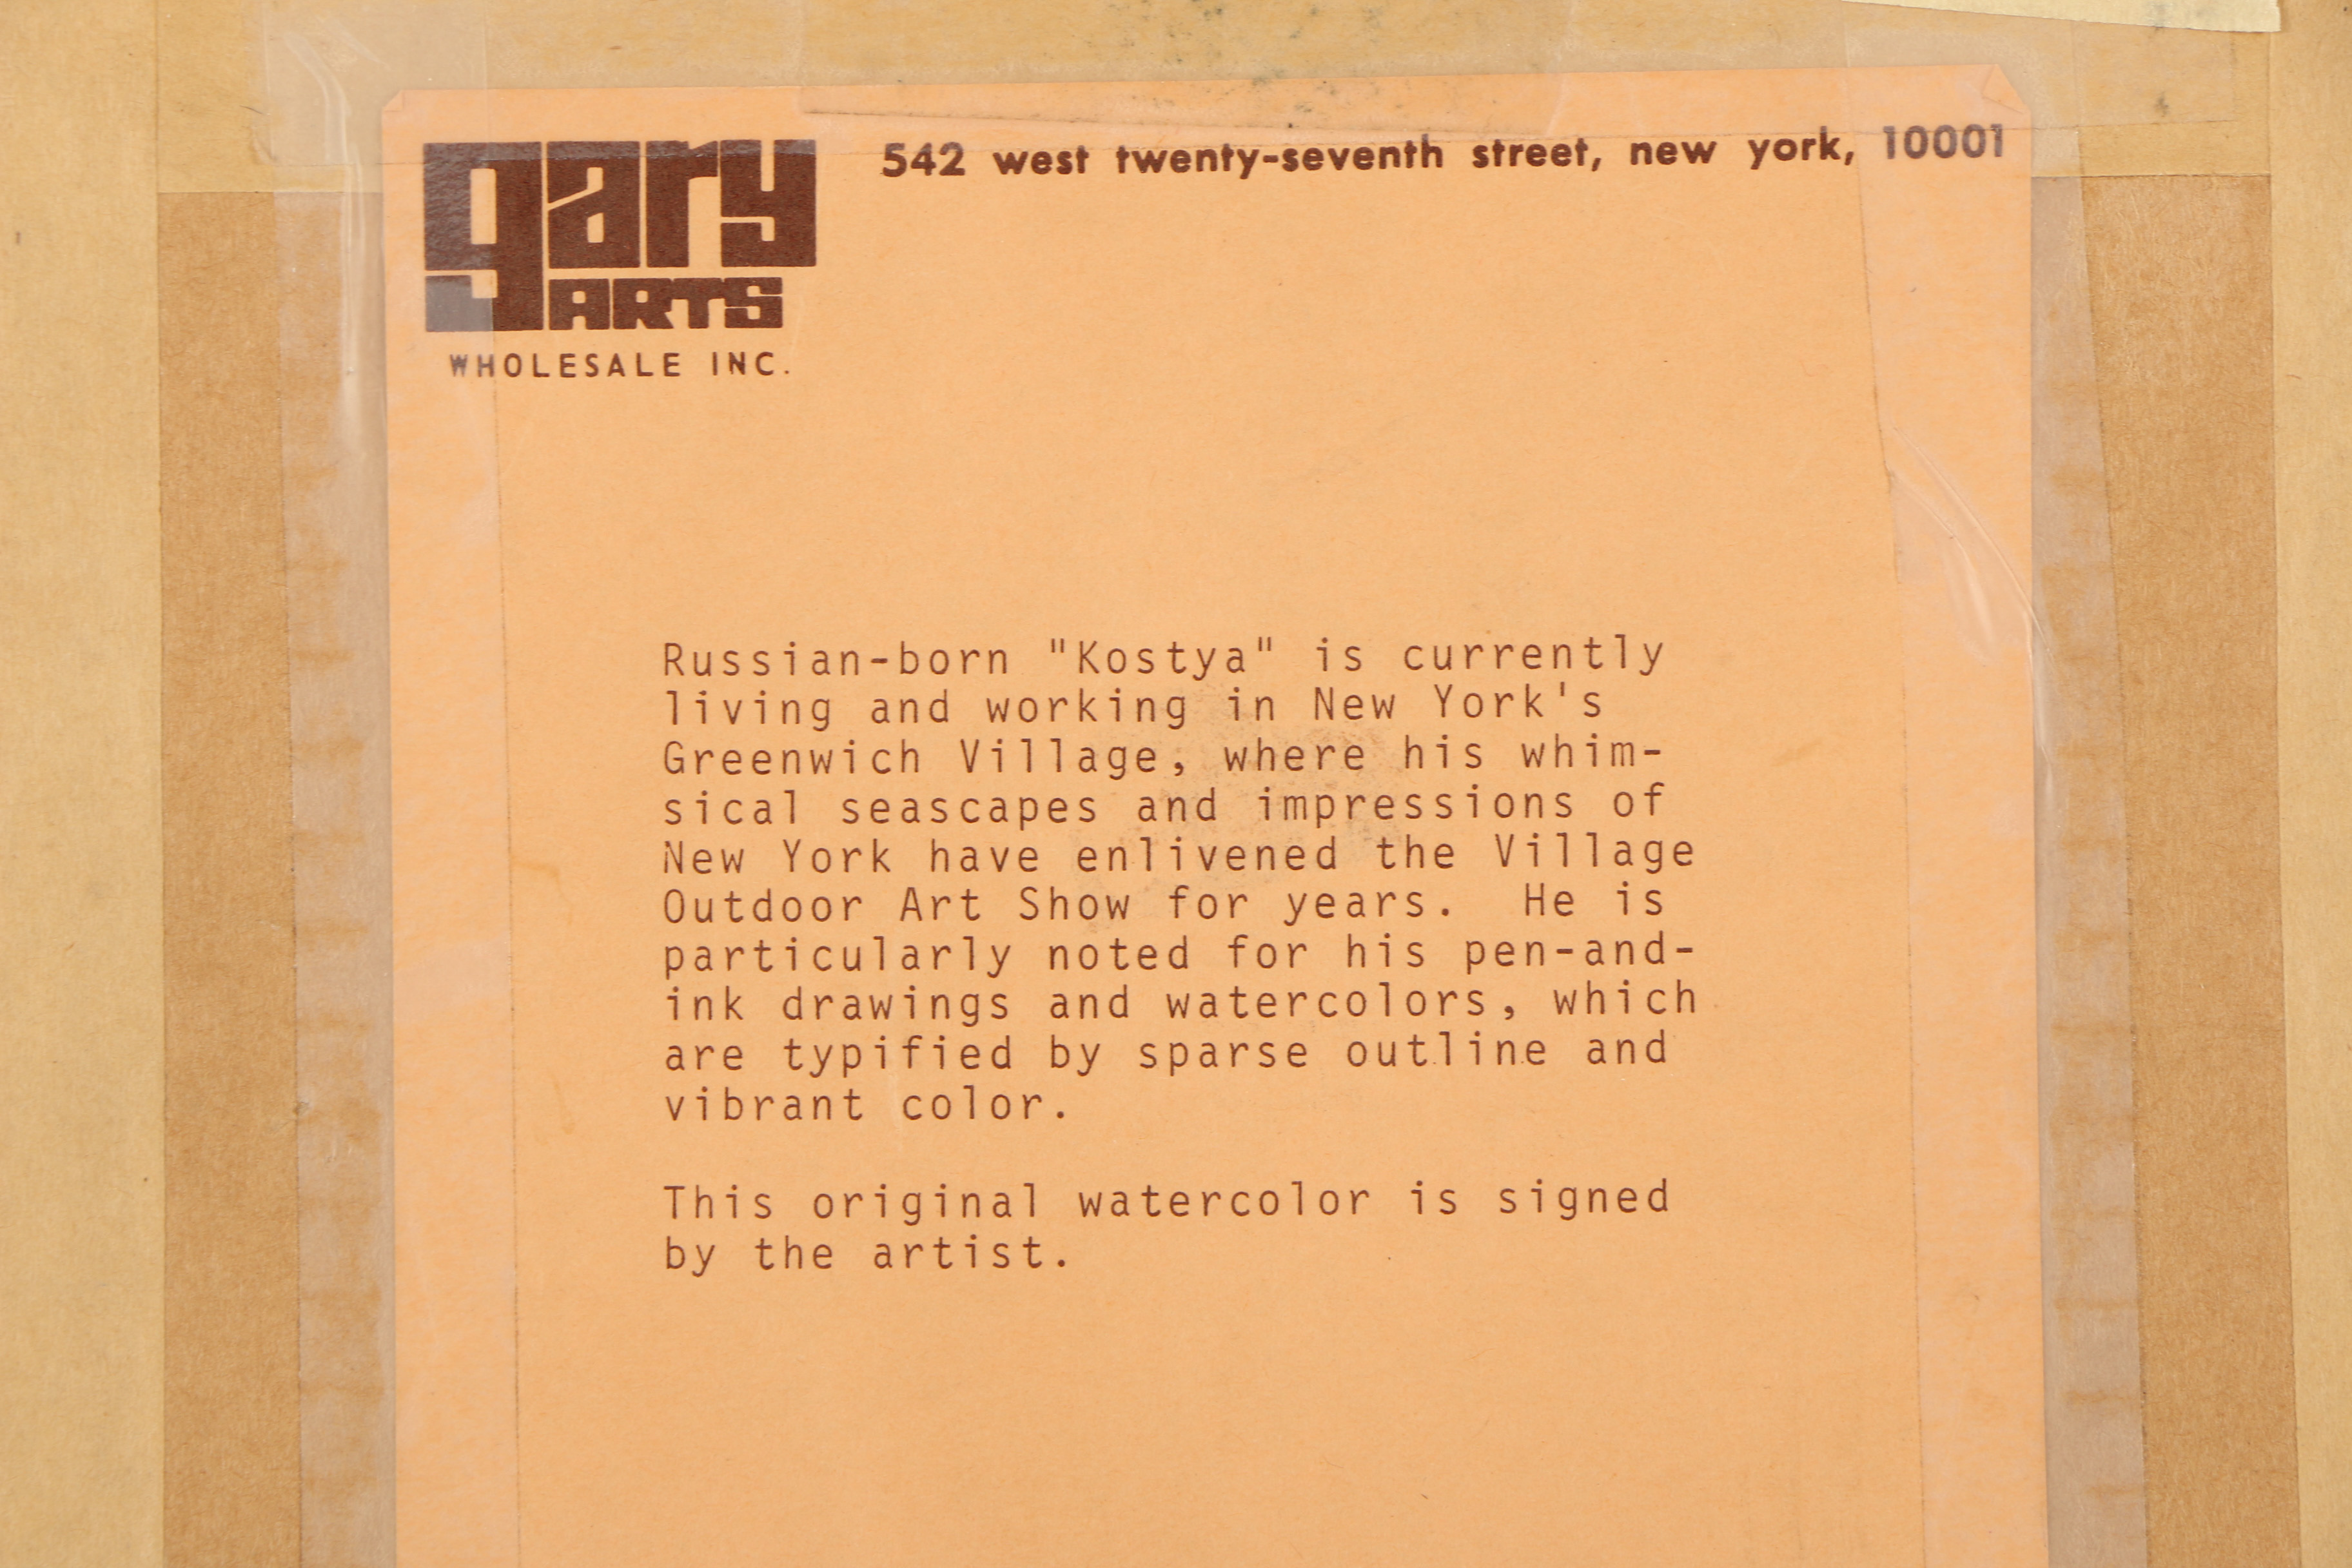 gary
ARTS
WHOLESALE INC.
542 west twenty-seventh street, new york, 10001
Russian-born "Kostya" is currently
living and working in New York's
Greenwich Village, where his whim-
sical seascapes and impressions of
New York have enlivened the Village
Outdoor Art Show for years.  He is
particularly noted for his pen-and-
ink drawings and watercolors, which
are typified by sparse outline and
vibrant color.
This original watercolor is signed
by the artist.